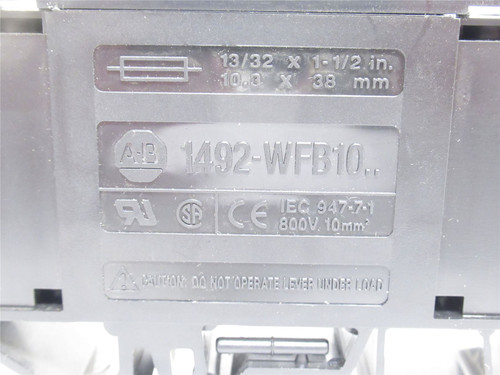 13/32 x 1-1/2 in.
10.3 x 38 mm
A-B 1492-WFB10..
IEC 947-7-1
800V, 10mm²
CAUTION: DO NOT OPERATE LEVER UNDER LOAD